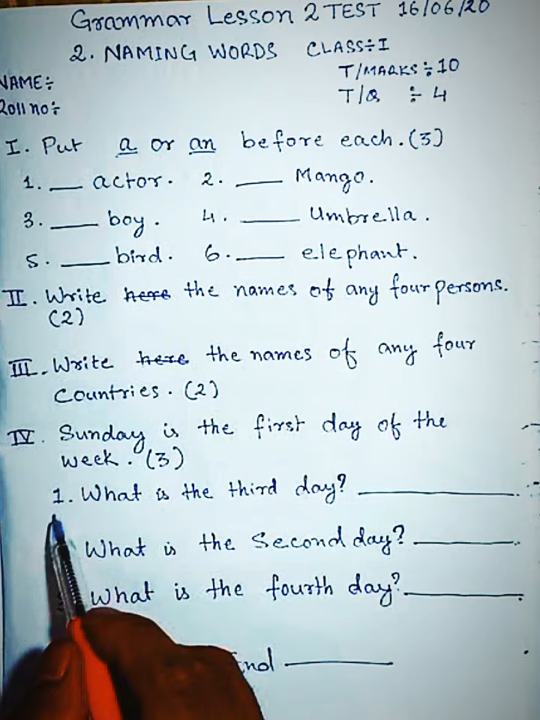 Grammar Lesson 2 TEST 16/06/20
2. NAMING WORDS CLASS:- I
NAME:-
T/MARKS:- 10
Roll no:-
T/Q :- 4
I. Put a or an before each. (3)
1. ___ actor. 2. ___ Mango.
3. ___ boy. 4. ___ Umbrella.
5. ___ bird. 6. ___ elephant.
II. Write here the names of any four persons.
(2)
III. Write here the names of any four
Countries. (2)
IV. Sunday is the first day of the
week. (3)
1. What is the third day? ___
What is the Second day? ___.
What is the fourth day? ___.
End ___